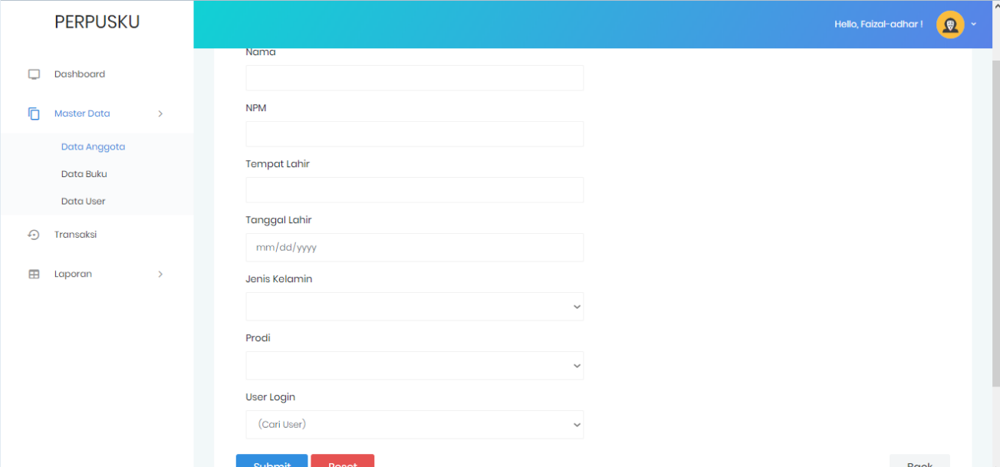 PERPUSKU
Hello, Faizal-adhar !
Dashboard
Master Data
Data Anggota
Data Buku
Data User
Transaksi
Laporan
Nama
NPM
Tempat Lahir
Tanggal Lahir
mm/dd/yyyy
Jenis Kelamin
Prodi
User Login
(Cari User)
Submit
Reset
Back